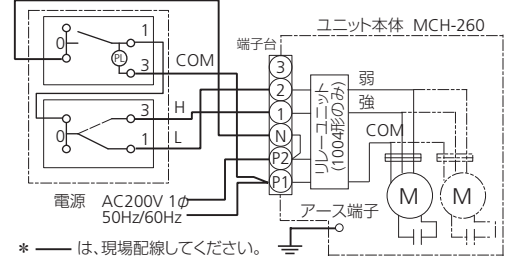 ユニット本体 MCH-260
端子台
1
0
PL
3
COM
3
2
1
N
P2
P1
H
3
0
1
L
リレーユニット
(1004形のみ)
弱
強
COM
M
M
電源 AC200V 1φ
50Hz/60Hz
アース端子
* ━━ は、現場配線してください。